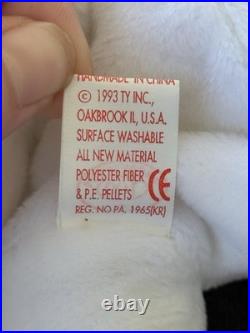 HANDMADE IN CHINA
© 1993 TY INC.,
OAKBROOK IL, U.S.A.
SURFACE WASHABLE
ALL NEW MATERIAL
POLYESTER FIBER
& P.E. PELLETS
CE
REG. NO PA. 1965(KR)